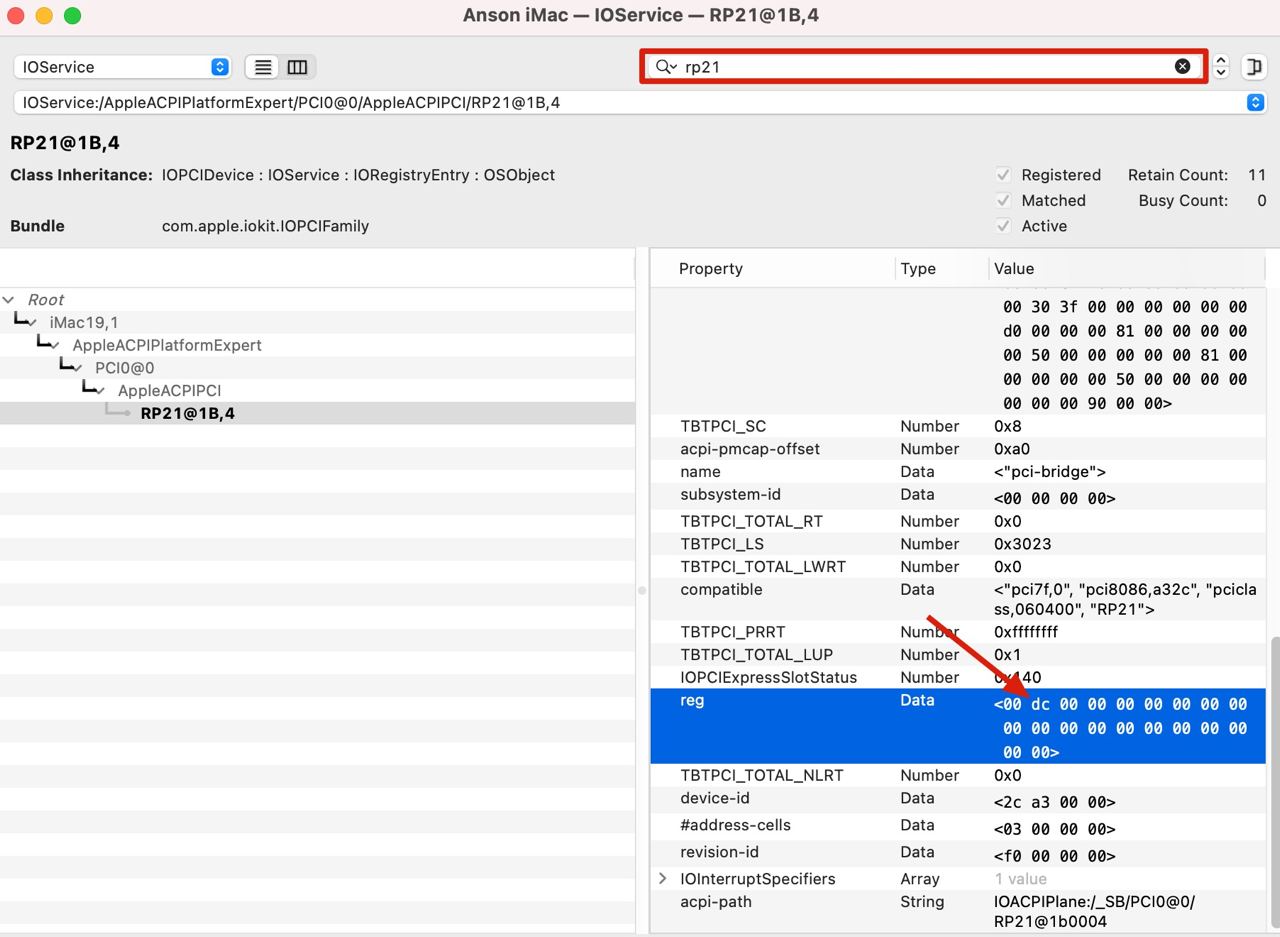 Anson iMac — IOService — RP21@1B,4
IOService
rp21
IOService:/AppleACPIPlatformExpert/PCI0@0/AppleACPIPCI/RP21@1B,4
RP21@1B,4
Class Inheritance: IOPCIDevice : IOService : IORegistryEntry : OSObject
Registered Retain Count: 11
Matched Busy Count: 0
Bundle com.apple.iokit.IOPCIFamily
Active
Root
iMac19,1
AppleACPIPlatformExpert
PCI0@0
AppleACPIPCI
RP21@1B,4
Property Type Value
00 30 3f 00 00 00 00 00 00
d0 00 00 00 81 00 00 00 00
00 50 00 00 00 00 00 81 00
00 00 00 00 50 00 00 00 00
00 00 00 90 00 00>
TBTPCI_SC Number 0x8
acpi-pmcap-offset Number 0xa0
name Data <"pci-bridge">
subsystem-id Data <00 00 00 00>
TBTPCI_TOTAL_RT Number 0x0
TBTPCI_LS Number 0x3023
TBTPCI_TOTAL_LWRT Number 0x0
compatible Data <"pci7f,0", "pci8086,a32c", "pcicla
ss,060400", "RP21">
TBTPCI_PRRT Number 0xffffffff
TBTPCI_TOTAL_LUP Number 0x1
IOPCIExpressSlotStatus Number 0x140
reg Data <00 dc 00 00 00 00 00 00 00
00 00 00 00 00 00 00 00 00
00 00>
TBTPCI_TOTAL_NLRT Number 0x0
device-id Data <2c a3 00 00>
#address-cells Data <03 00 00 00>
revision-id Data <f0 00 00 00>
IOInterruptSpecifiers Array 1 value
acpi-path String IOACPIPlane:/_SB/PCI0@0/
RP21@1b0004